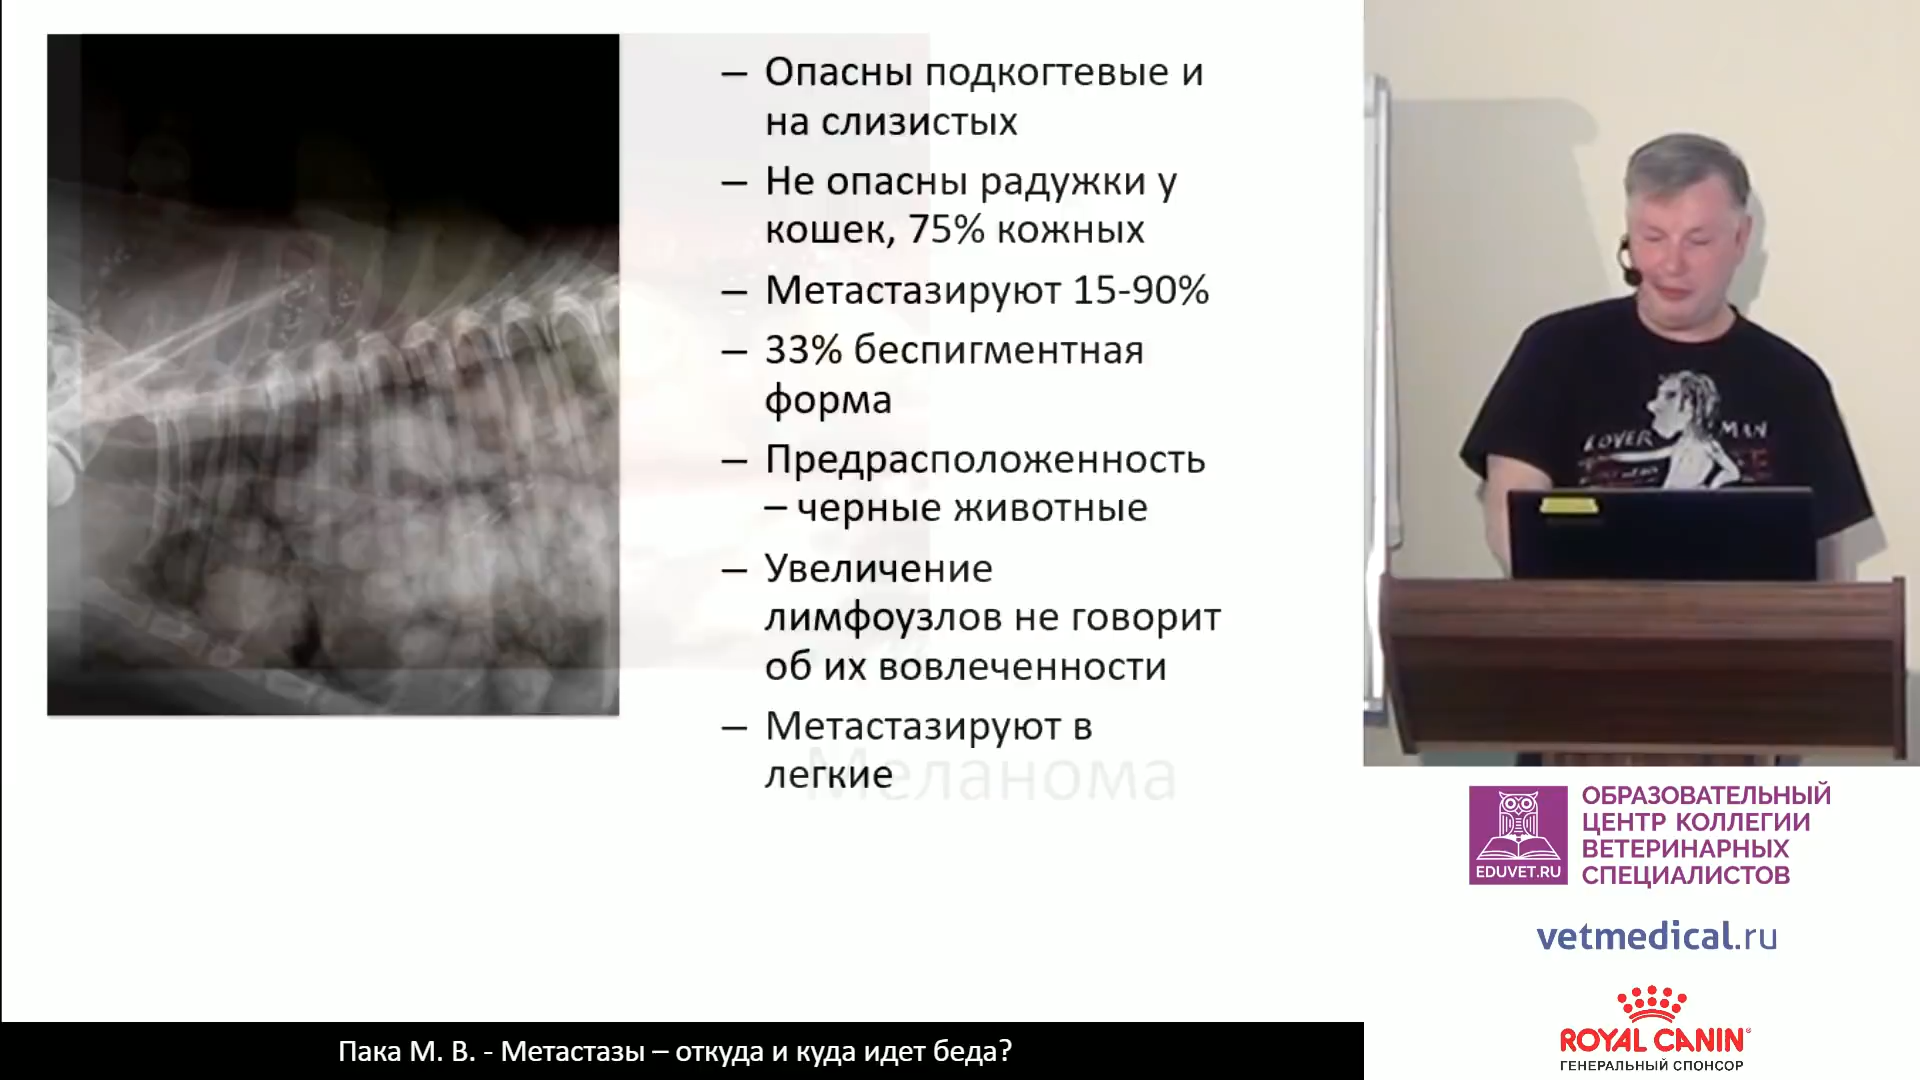 – Опасны подкогтевые и
на слизистых
– Не опасны радужки у
кошек, 75% кожных
– Метастазируют 15-90%
– 33% беспигментная
форма
– Предрасположенность
– черные животные
– Увеличение
лимфоузлов не говорит
об их вовлеченности
– Метастазируют в
легкие
Меланома
Пака М. В. - Метастазы – откуда и куда идет беда?
LOVER MAN
EDUVET.RU
ОБРАЗОВАТЕЛЬНЫЙ
ЦЕНТР КОЛЛЕГИИ
ВЕТЕРИНАРНЫХ
СПЕЦИАЛИСТОВ
vetmedical.ru
ROYAL CANIN
ГЕНЕРАЛЬНЫЙ СПОНСОР